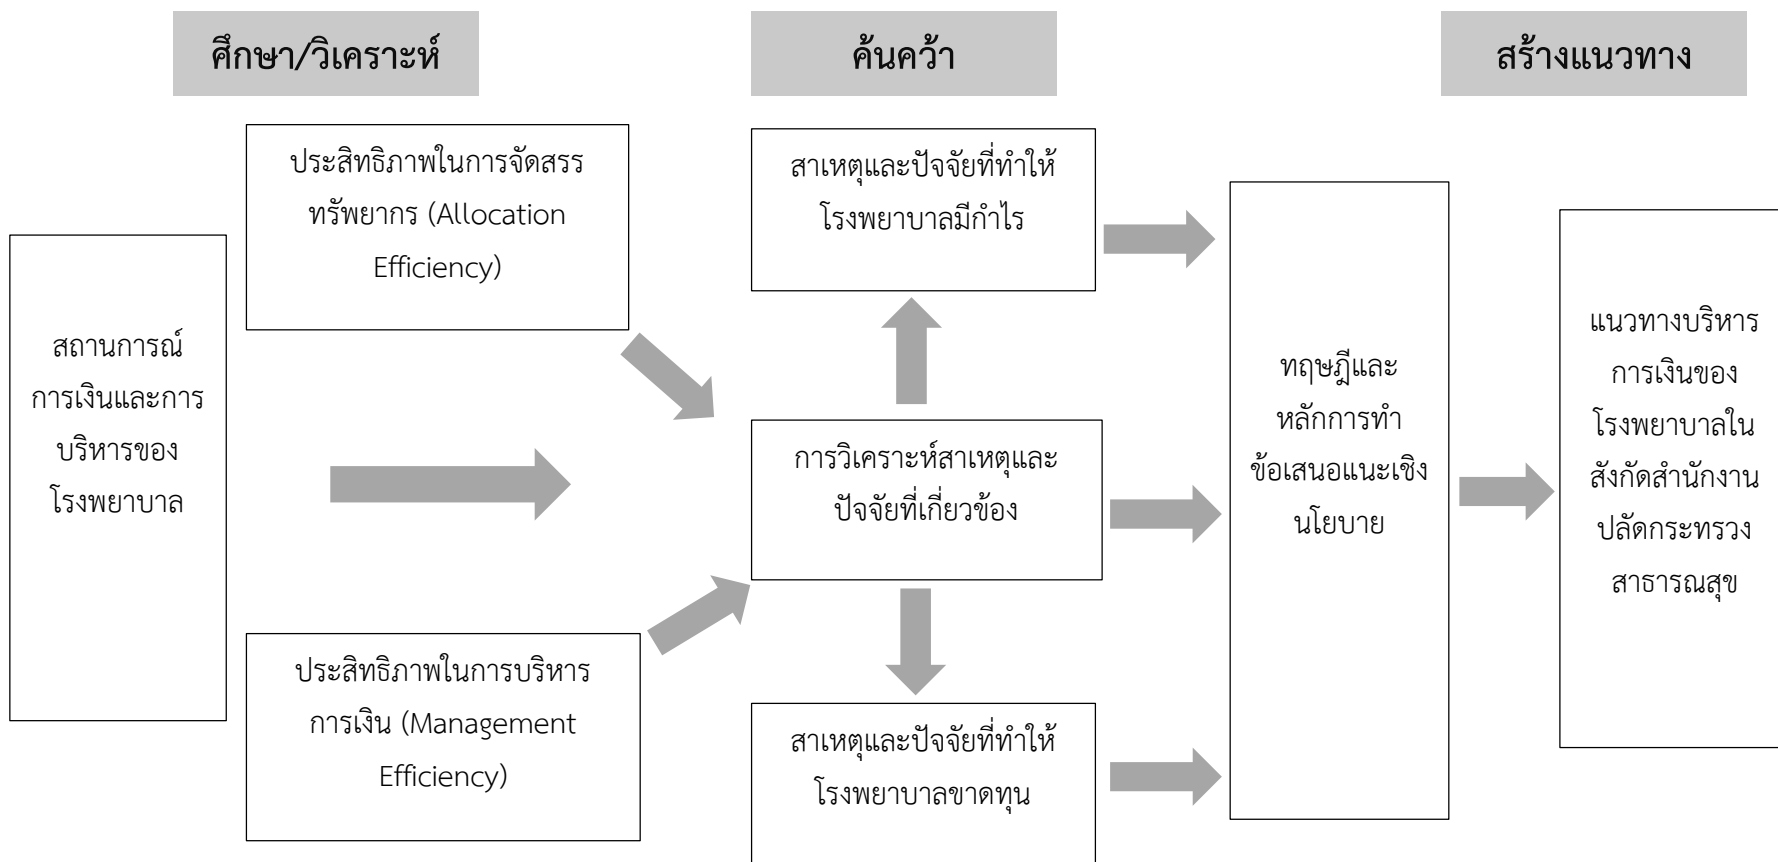 ศึกษา/วิเคราะห์
ค้นคว้า
สร้างแนวทาง
สถานการณ์
การเงินและการ
บริหารของ
โรงพยาบาล
ประสิทธิภาพในการจัดสรร
ทรัพยากร (Allocation
Efficiency)
ประสิทธิภาพในการบริหาร
การเงิน (Management
Efficiency)
สาเหตุและปัจจัยที่ทำให้
โรงพยาบาลมีกำไร
การวิเคราะห์สาเหตุและ
ปัจจัยที่เกี่ยวข้อง
สาเหตุและปัจจัยที่ทำให้
โรงพยาบาลขาดทุน
ทฤษฎีและ
หลักการทำ
ข้อเสนอแนะเชิง
นโยบาย
แนวทางบริหาร
การเงินของ
โรงพยาบาลใน
สังกัดสำนักงาน
ปลัดกระทรวง
สาธารณสุข